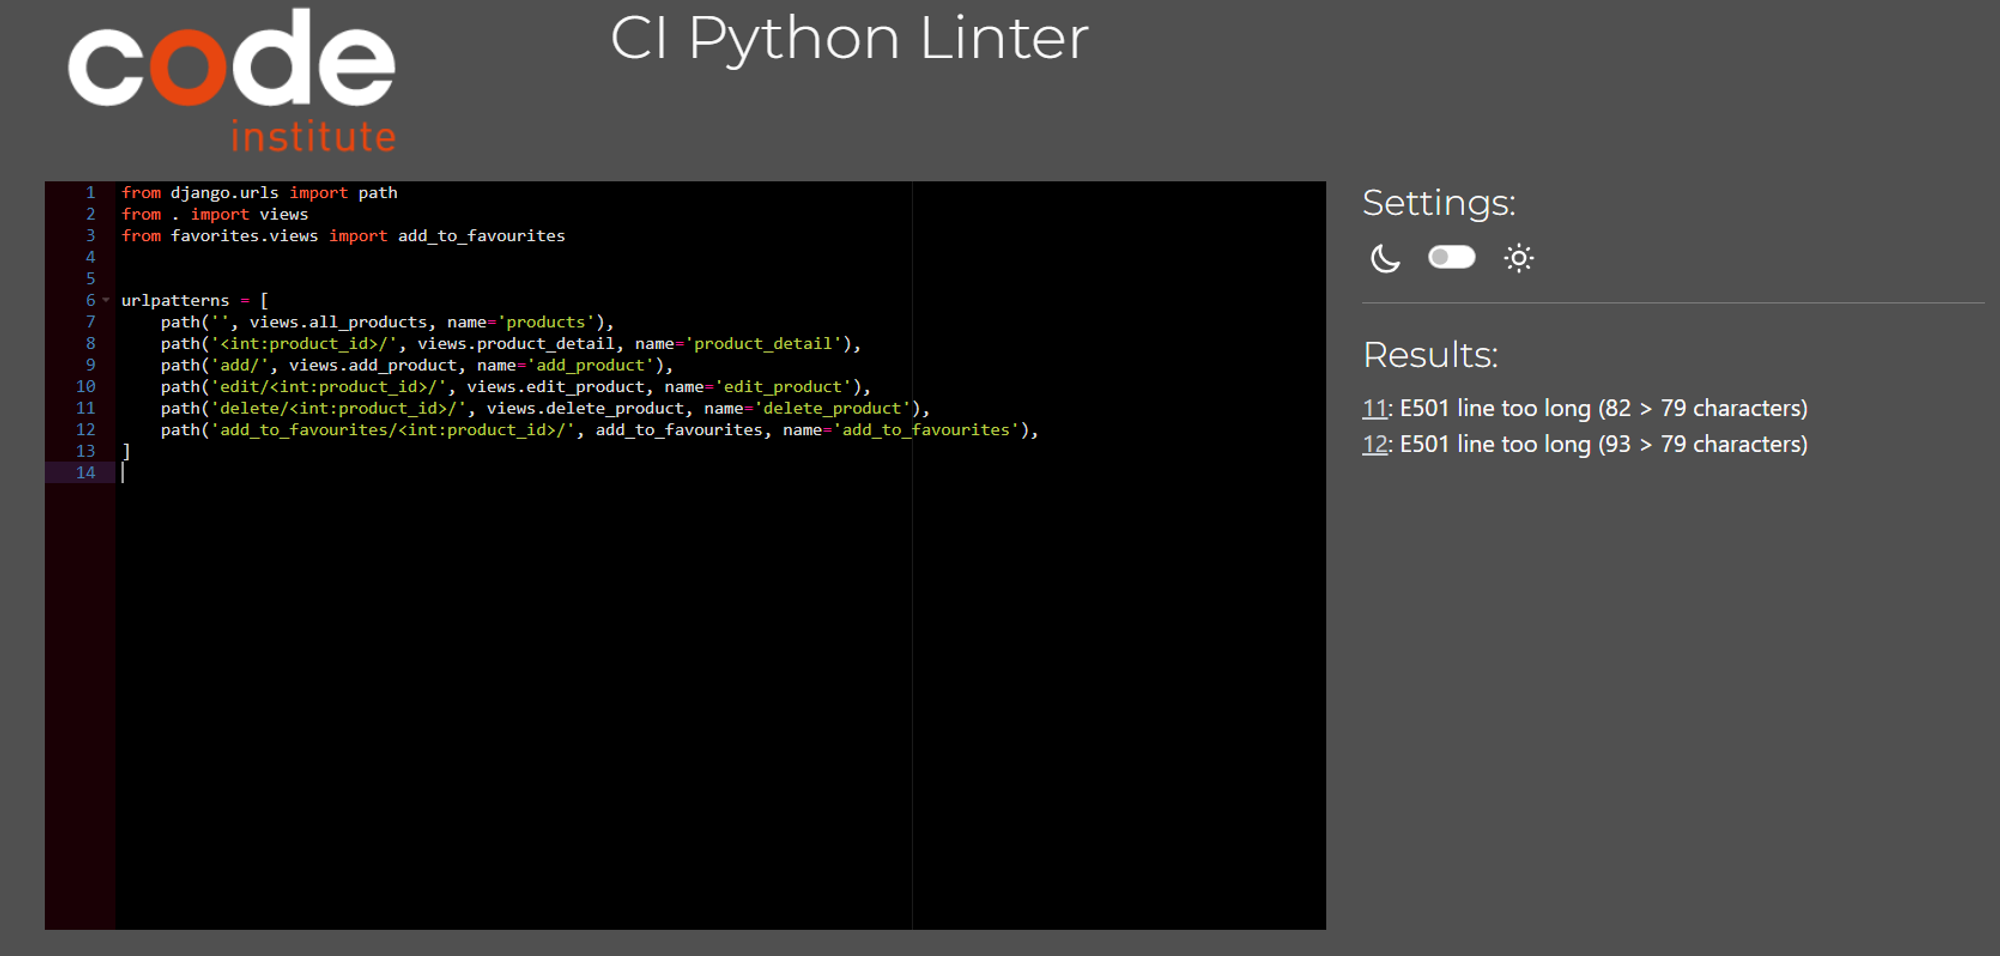 code
institute
CI Python Linter
1 from django.urls import path
2 from . import views
3 from favorites.views import add_to_favourites
4
5
6 urlpatterns = [
7     path('', views.all_products, name='products'),
8     path('<int:product_id>/', views.product_detail, name='product_detail'),
9     path('add/', views.add_product, name='add_product'),
10     path('edit/<int:product_id>/', views.edit_product, name='edit_product'),
11     path('delete/<int:product_id>/', views.delete_product, name='delete_product'),
12     path('add_to_favourites/<int:product_id>/', add_to_favourites, name='add_to_favourites'),
13 ]
14
Settings:
Results:
11: E501 line too long (82 > 79 characters)
12: E501 line too long (93 > 79 characters)